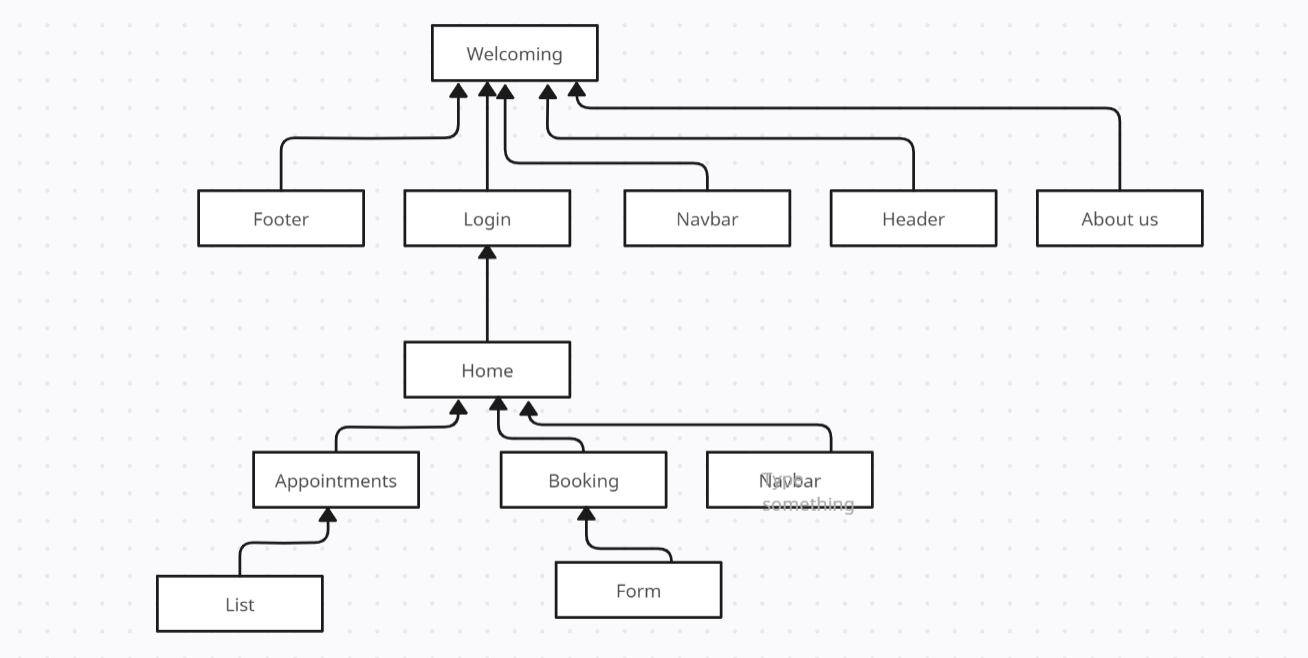 Welcoming
Footer
Login
Navbar
Header
About us
Home
Appointments
Booking
Navbar
Type
something
List
Form